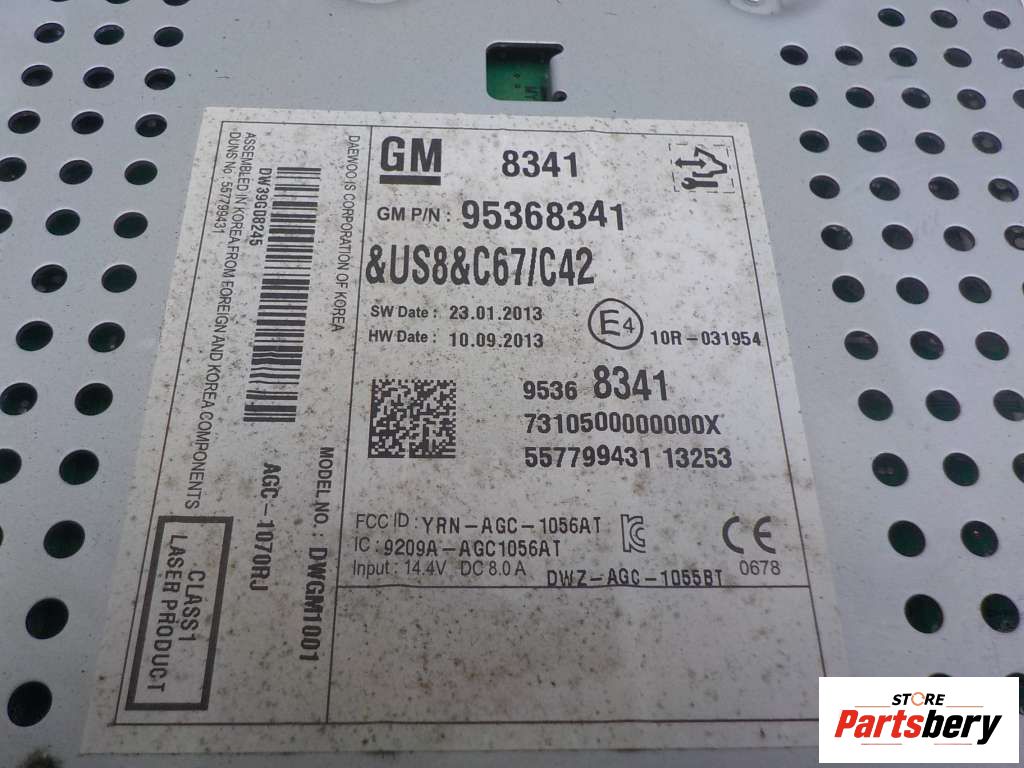 GM 8341
GM P/N : 95368341
&US8&C67/C42
SW Date : 23.01.2013
HW Date : 10.09.2013
E4 10R-031954
9536 8341
7310500000000X
557799431 13253
FCC ID : YRN-AGC-1056AT
IC : 9209A-AGC1056AT
Input : 14.4V DC 8.0 A
DWZ-AGC-1055BT
CE 0678
DAEWOO IS CORPORATION OF KOREA
MODEL NO. : DWGM1001
DW39G08245
AGC-1070RJ
ASSEMBLED IN KOREA FROM FOREIGN AND KOREA COMPONENTS
DUNS No. : 557799431
CLASS1
LASER PRODUCT
STORE
Partsbery